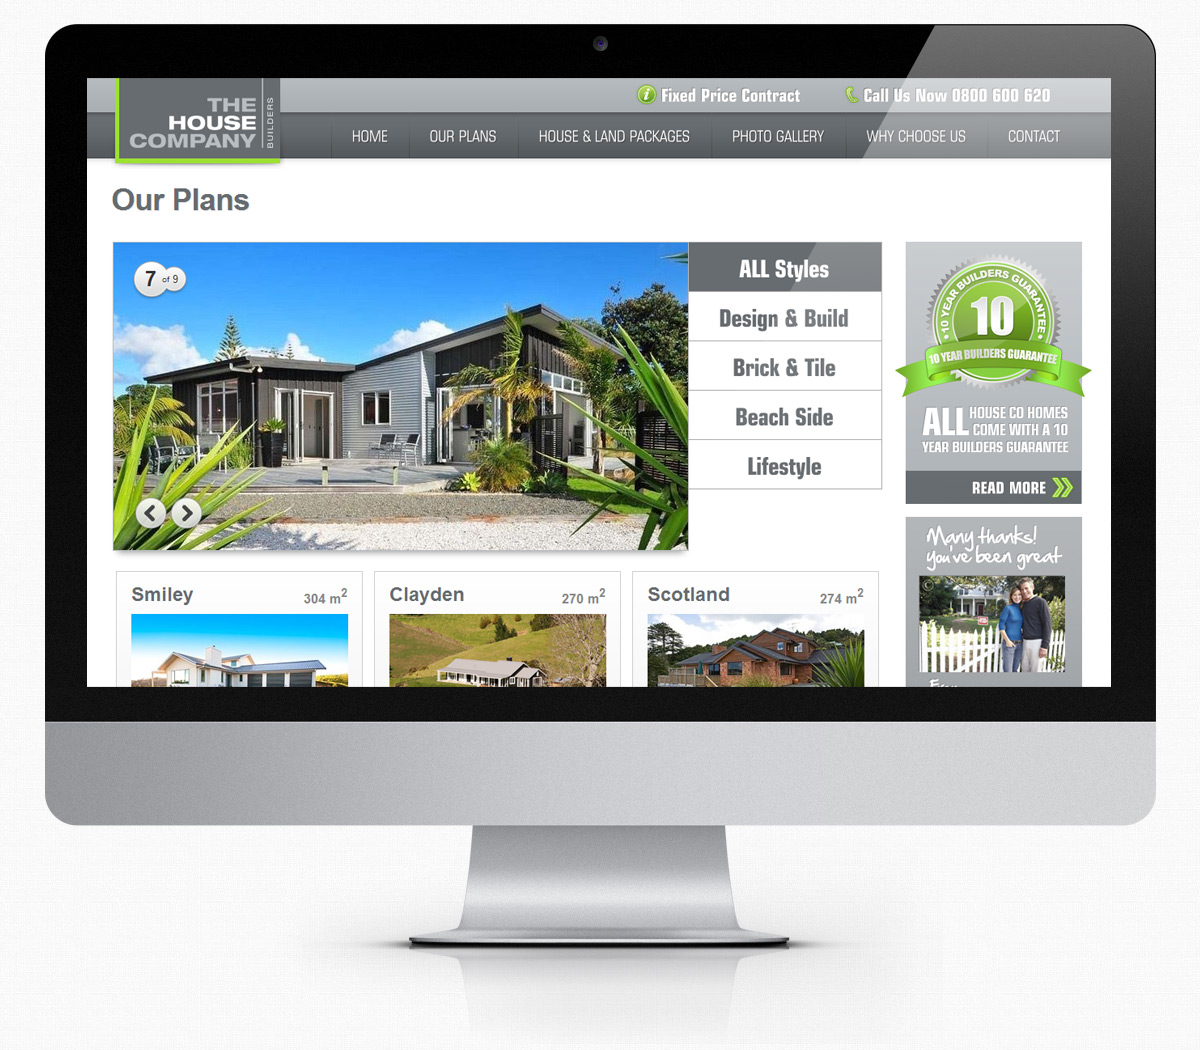 THE
HOUSE
COMPANY
BUILDERS
Fixed Price Contract
Call Us Now 0800 600 620
HOME
OUR PLANS
HOUSE & LAND PACKAGES
PHOTO GALLERY
WHY CHOOSE US
CONTACT
Our Plans
7 of 9
ALL Styles
Design & Build
Brick & Tile
Beach Side
Lifestyle
• 10 YEAR BUILDERS GUARANTEE •
10
10 YEAR BUILDERS GUARANTEE
ALL HOUSE CO HOMES
COME WITH A 10
YEAR BUILDERS GUARANTEE
READ MORE
Many thanks!
you've been great
Smiley
304 m²
Clayden
270 m²
Scotland
274 m²